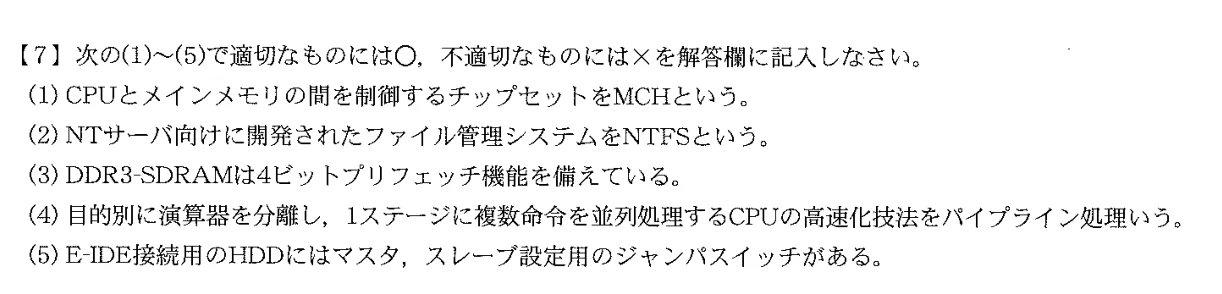 【7】次の(1)～(5)で適切なものには〇，不適切なものには×を解答欄に記入しなさい。
(1) CPUとメインメモリの間を制御するチップセットをMCHという。
(2) NTサーバ向けに開発されたファイル管理システムをNTFSという。
(3) DDR3-SDRAMは4ビットプリフェッチ機能を備えている。
(4) 目的別に演算器を分離し，1ステージに複数命令を並列処理するCPUの高速化技法をパイプライン処理いう。
(5) E-IDE接続用のHDDにはマスタ，スレーブ設定用のジャンパスイッチがある。